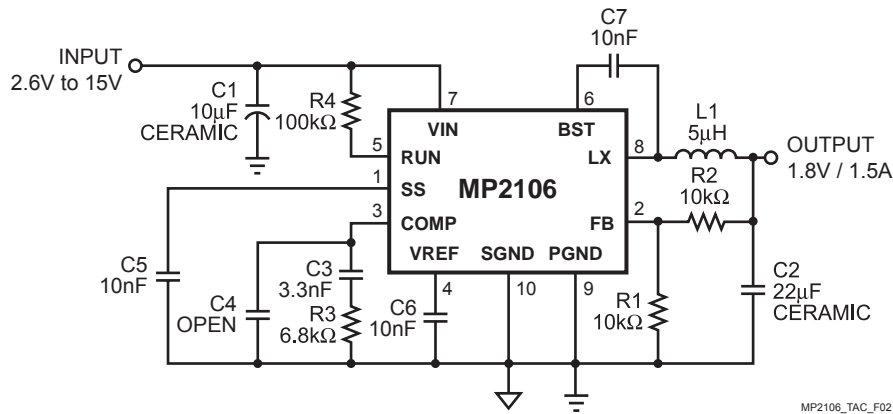 C7
10nF
INPUT
2.6V to 15V
C1
10µF
CERAMIC
R4
100kΩ
7
6
VIN
BST
L1
5µH
5
RUN
LX
8
OUTPUT
1.8V / 1.5A
1
SS
MP2106
R2
10kΩ
3
COMP
FB
2
VREF
SGND
PGND
C5
10nF
C4
OPEN
C3
3.3nF
R3
6.8kΩ
4
C6
10nF
10
9
R1
10kΩ
C2
22µF
CERAMIC
MP2106_TAC_F02